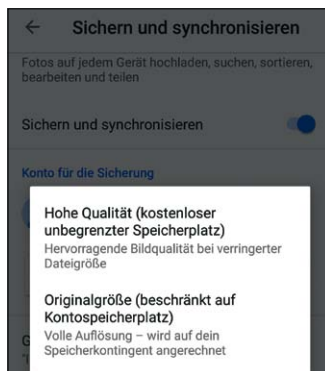 ← Sichern und synchronisieren
Fotos auf jedem Gerät hochladen, suchen, sortieren,
bearbeiten und teilen
Sichern und synchronisieren
Konto für die Sicherung
Hohe Qualität (kostenloser
unbegrenzter Speicherplatz)
Hervorragende Bildqualität bei verringerter
Dateigröße
Originalgröße (beschränkt auf
Kontospeicherplatz)
Volle Auflösung – wird auf dein
Speicherkontingent angerechnet